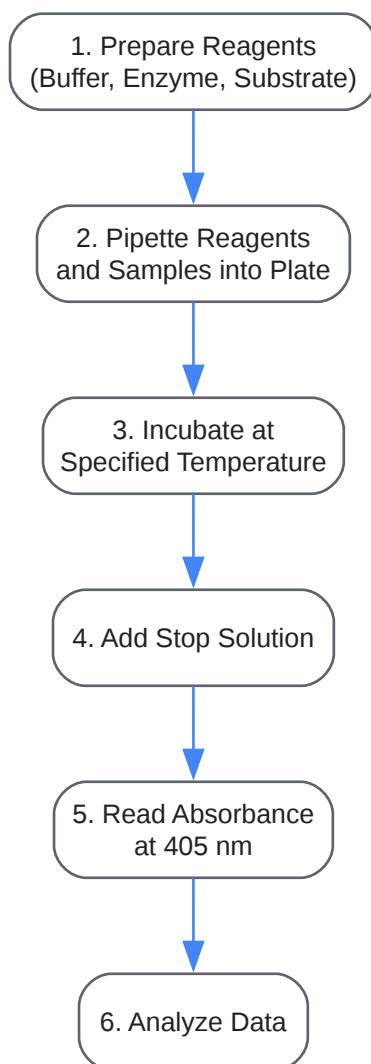 1. Prepare Reagents
(Buffer, Enzyme, Substrate)
2. Pipette Reagents
and Samples into Plate
3. Incubate at
Specified Temperature
4. Add Stop Solution
5. Read Absorbance
at 405 nm
6. Analyze Data